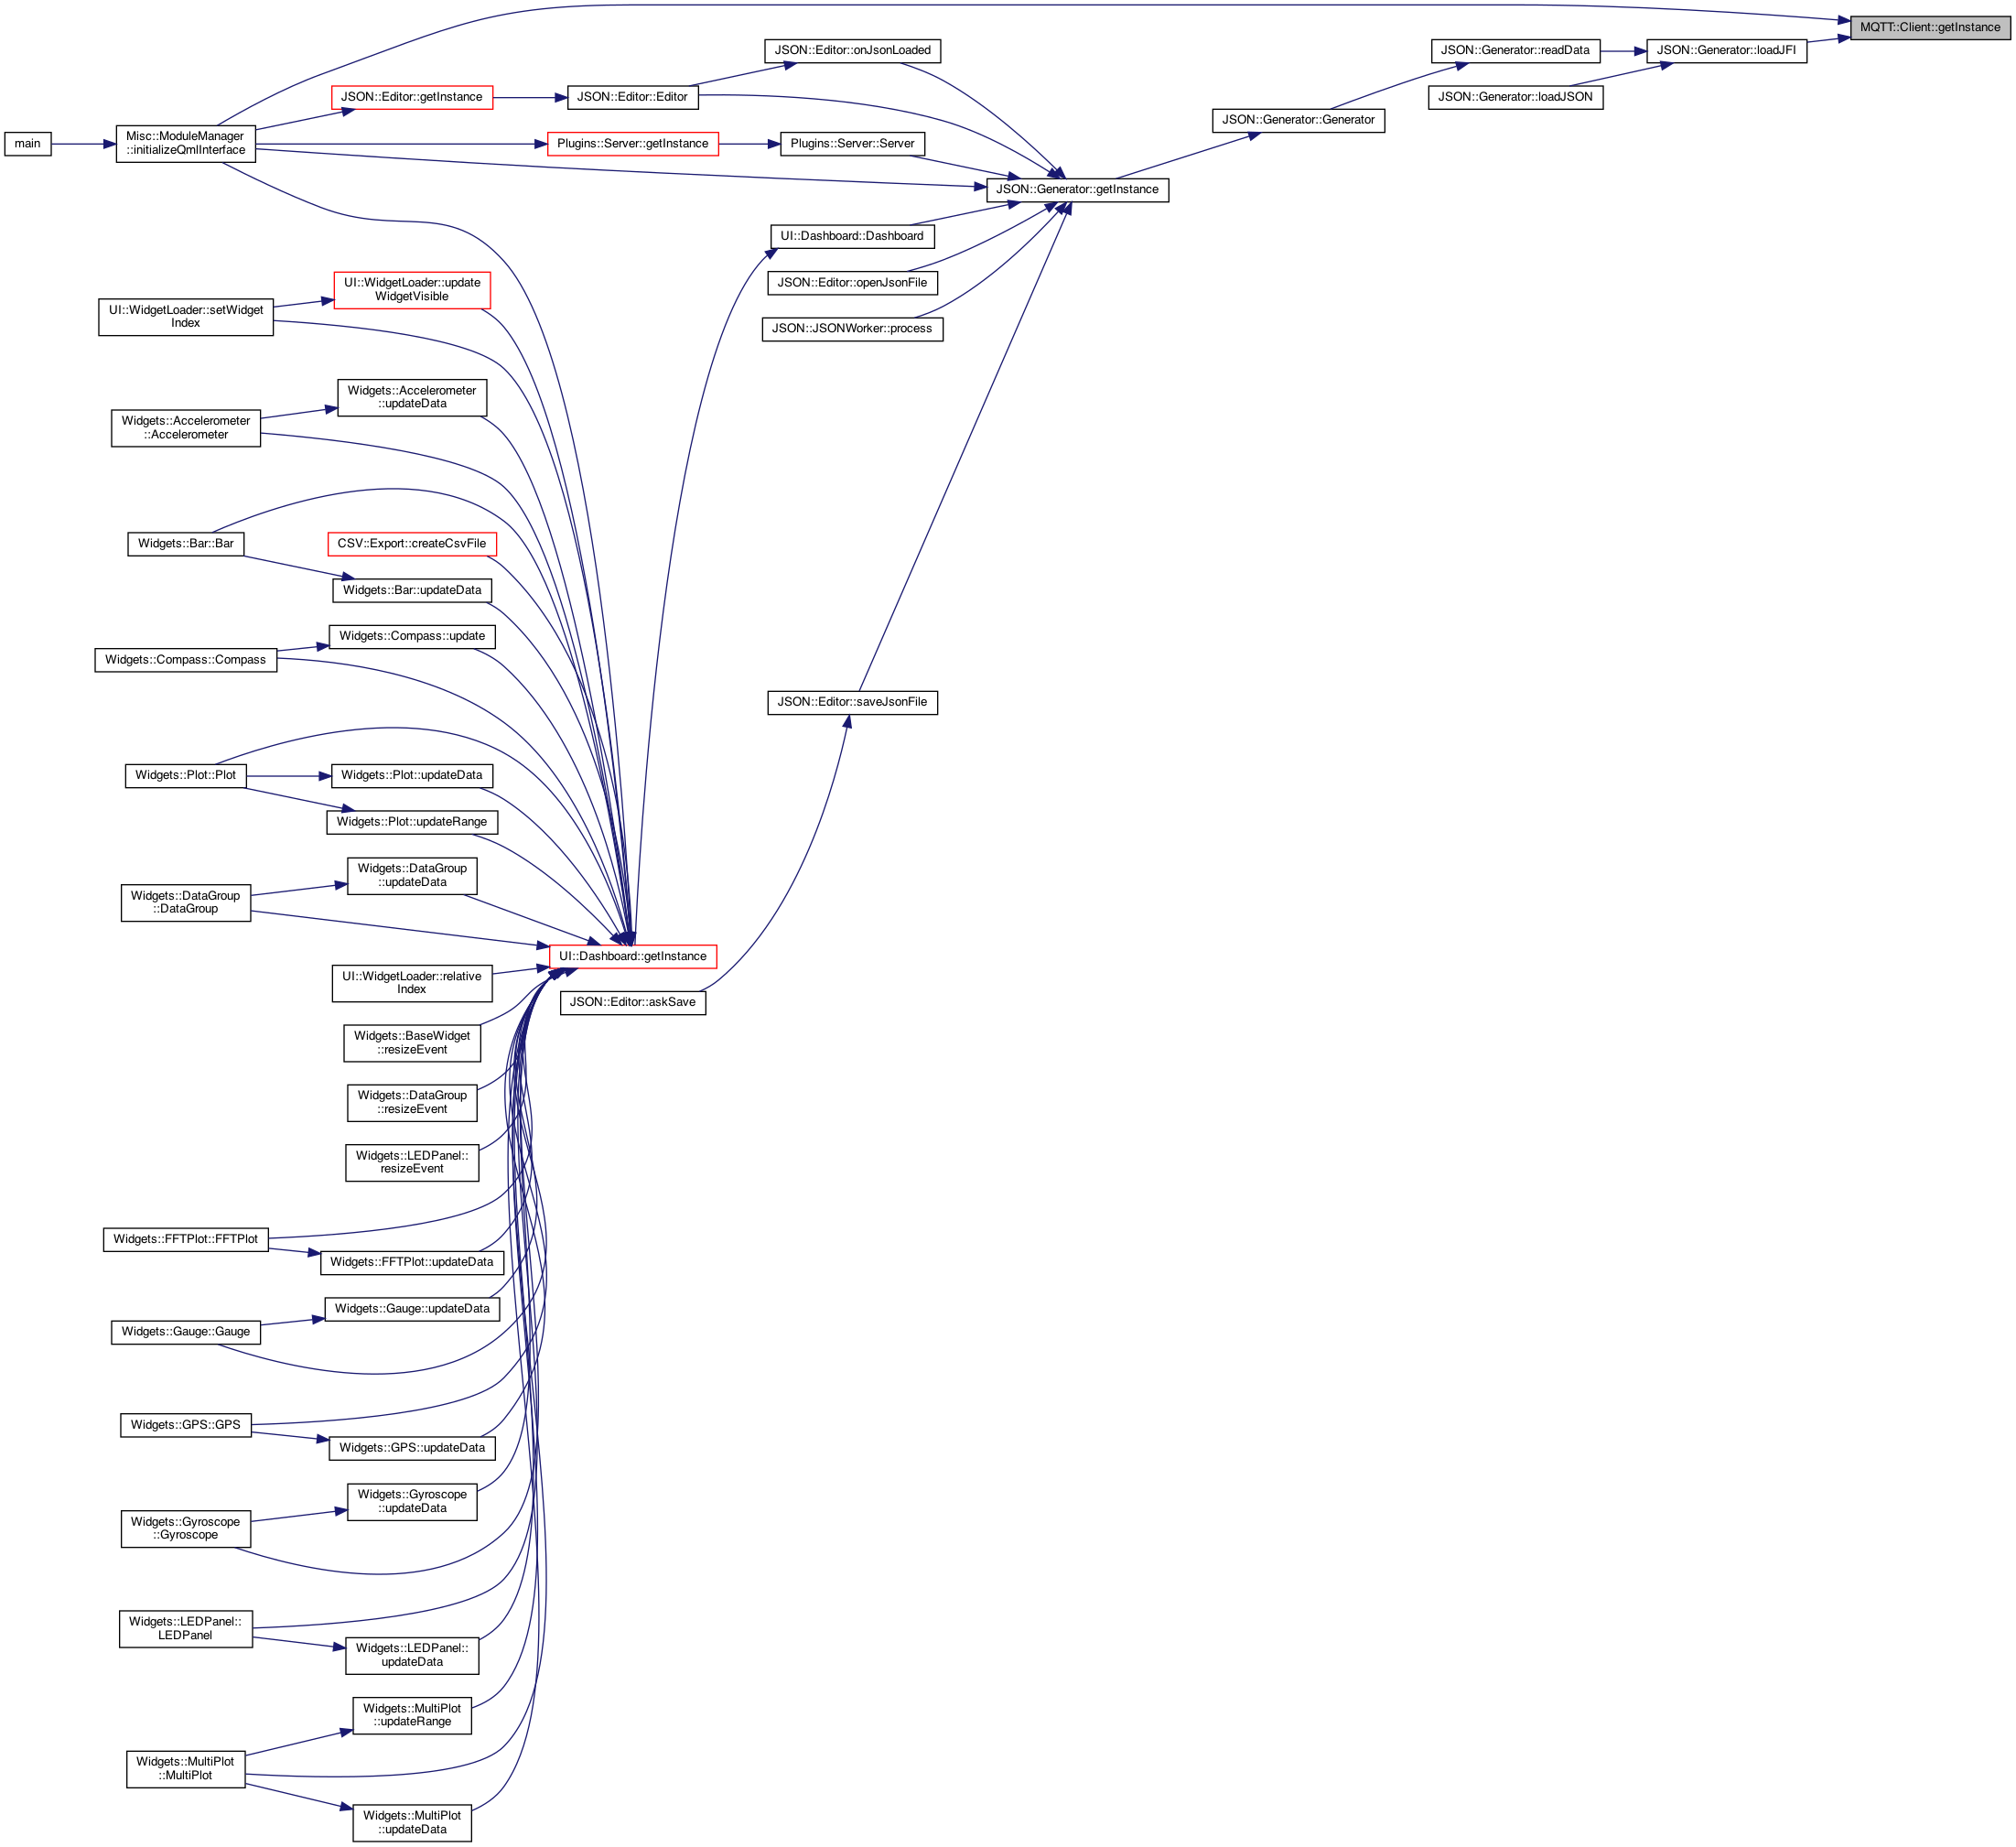 MQTT::Client::getInstance
JSON::Generator::loadJFI
JSON::Generator::readData
JSON::Generator::loadJSON
JSON::Generator::Generator
JSON::Generator::getInstance
JSON::Editor::onJsonLoaded
JSON::Editor::Editor
JSON::Editor::getInstance
Misc::ModuleManager
::initializeQmlInterface
main
Plugins::Server::getInstance
Plugins::Server::Server
UI::Dashboard::Dashboard
JSON::Editor::openJsonFile
JSON::JSONWorker::process
JSON::Editor::saveJsonFile
JSON::Editor::askSave
UI::Dashboard::getInstance
UI::WidgetLoader::update
WidgetVisible
UI::WidgetLoader::setWidget
Index
Widgets::Accelerometer
::updateData
Widgets::Accelerometer
::Accelerometer
Widgets::Bar::Bar
CSV::Export::createCsvFile
Widgets::Bar::updateData
Widgets::Compass::update
Widgets::Compass::Compass
Widgets::Plot::Plot
Widgets::Plot::updateData
Widgets::Plot::updateRange
Widgets::DataGroup
::updateData
Widgets::DataGroup
::DataGroup
UI::WidgetLoader::relative
Index
Widgets::BaseWidget
::resizeEvent
Widgets::DataGroup
::resizeEvent
Widgets::LEDPanel::
resizeEvent
Widgets::FFTPlot::FFTPlot
Widgets::FFTPlot::updateData
Widgets::Gauge::updateData
Widgets::Gauge::Gauge
Widgets::GPS::GPS
Widgets::GPS::updateData
Widgets::Gyroscope
::updateData
Widgets::Gyroscope
::Gyroscope
Widgets::LEDPanel::
LEDPanel
Widgets::LEDPanel::
updateData
Widgets::MultiPlot
::updateRange
Widgets::MultiPlot
::MultiPlot
Widgets::MultiPlot
::updateData